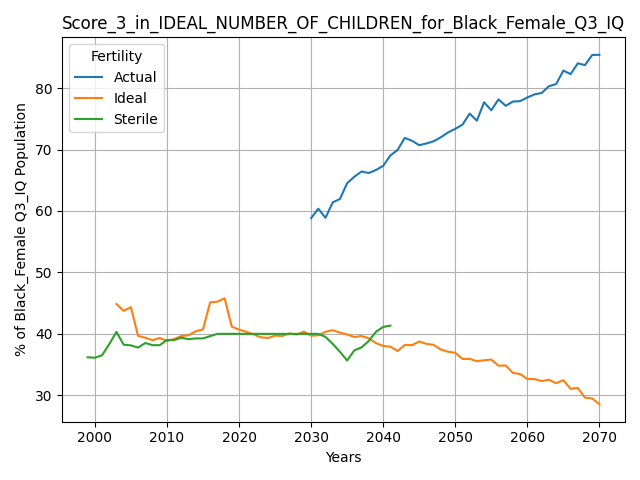 Score_3_in_IDEAL_NUMBER_OF_CHILDREN_for_Black_Female_Q3_IQ
Fertility
Actual
Ideal
Sterile
% of Black_Female Q3_IQ Population
80
70
60
50
40
30
2000 2010 2020 2030 2040 2050 2060 2070
Years